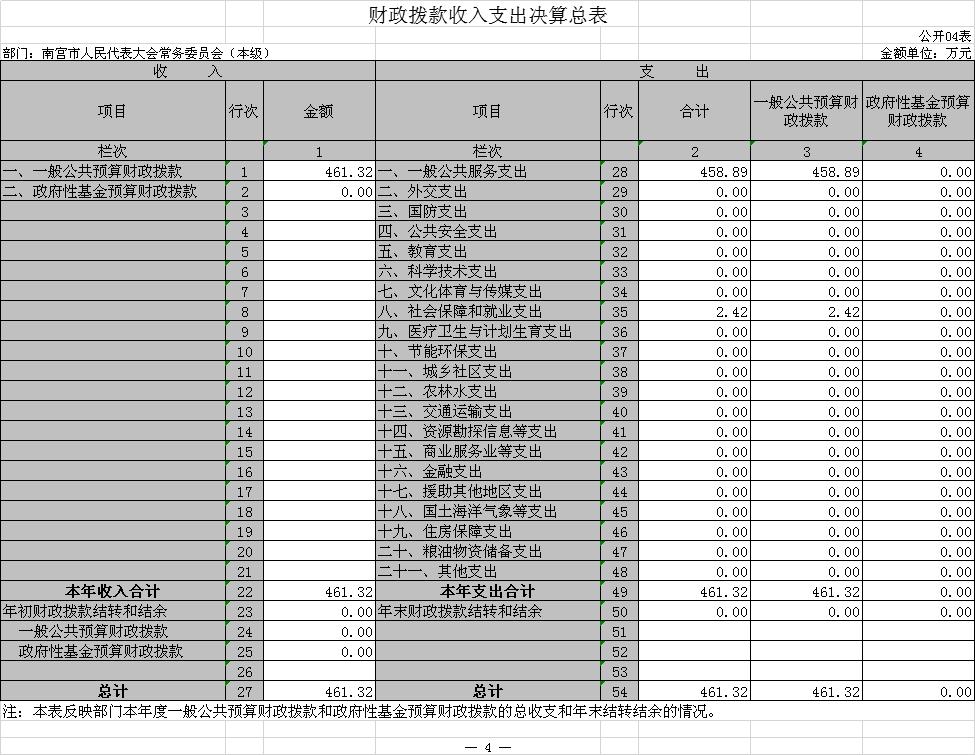 财政拨款收入支出决算总表
公开04表
部门：南宫市人民代表大会常务委员会（本级） 金额单位：万元
收 入 支 出
项目 行次 金额 项目 行次 合计 一般公共预算财政拨款 政府性基金预算财政拨款
栏次 1 栏次 2 3 4
一、一般公共预算财政拨款 1 461.32 一、一般公共服务支出 28 458.89 458.89 0.00
二、政府性基金预算财政拨款 2 0.00 二、外交支出 29 0.00 0.00 0.00
3 三、国防支出 30 0.00 0.00 0.00
4 四、公共安全支出 31 0.00 0.00 0.00
5 五、教育支出 32 0.00 0.00 0.00
6 六、科学技术支出 33 0.00 0.00 0.00
7 七、文化体育与传媒支出 34 0.00 0.00 0.00
8 八、社会保障和就业支出 35 2.42 2.42 0.00
9 九、医疗卫生与计划生育支出 36 0.00 0.00 0.00
10 十、节能环保支出 37 0.00 0.00 0.00
11 十一、城乡社区支出 38 0.00 0.00 0.00
12 十二、农林水支出 39 0.00 0.00 0.00
13 十三、交通运输支出 40 0.00 0.00 0.00
14 十四、资源勘探信息等支出 41 0.00 0.00 0.00
15 十五、商业服务业等支出 42 0.00 0.00 0.00
16 十六、金融支出 43 0.00 0.00 0.00
17 十七、援助其他地区支出 44 0.00 0.00 0.00
18 十八、国土海洋气象等支出 45 0.00 0.00 0.00
19 十九、住房保障支出 46 0.00 0.00 0.00
20 二十、粮油物资储备支出 47 0.00 0.00 0.00
21 二十一、其他支出 48 0.00 0.00 0.00
本年收入合计 22 461.32 本年支出合计 49 461.32 461.32 0.00
年初财政拨款结转和结余 23 0.00 年末财政拨款结转和结余 50 0.00 0.00 0.00
一般公共预算财政拨款 24 0.00 51
政府性基金预算财政拨款 25 0.00 52
26 53
总计 27 461.32 总计 54 461.32 461.32 0.00
注：本表反映部门本年度一般公共预算财政拨款和政府性基金预算财政拨款的总收支和年末结转结余的情况。
— 4 —